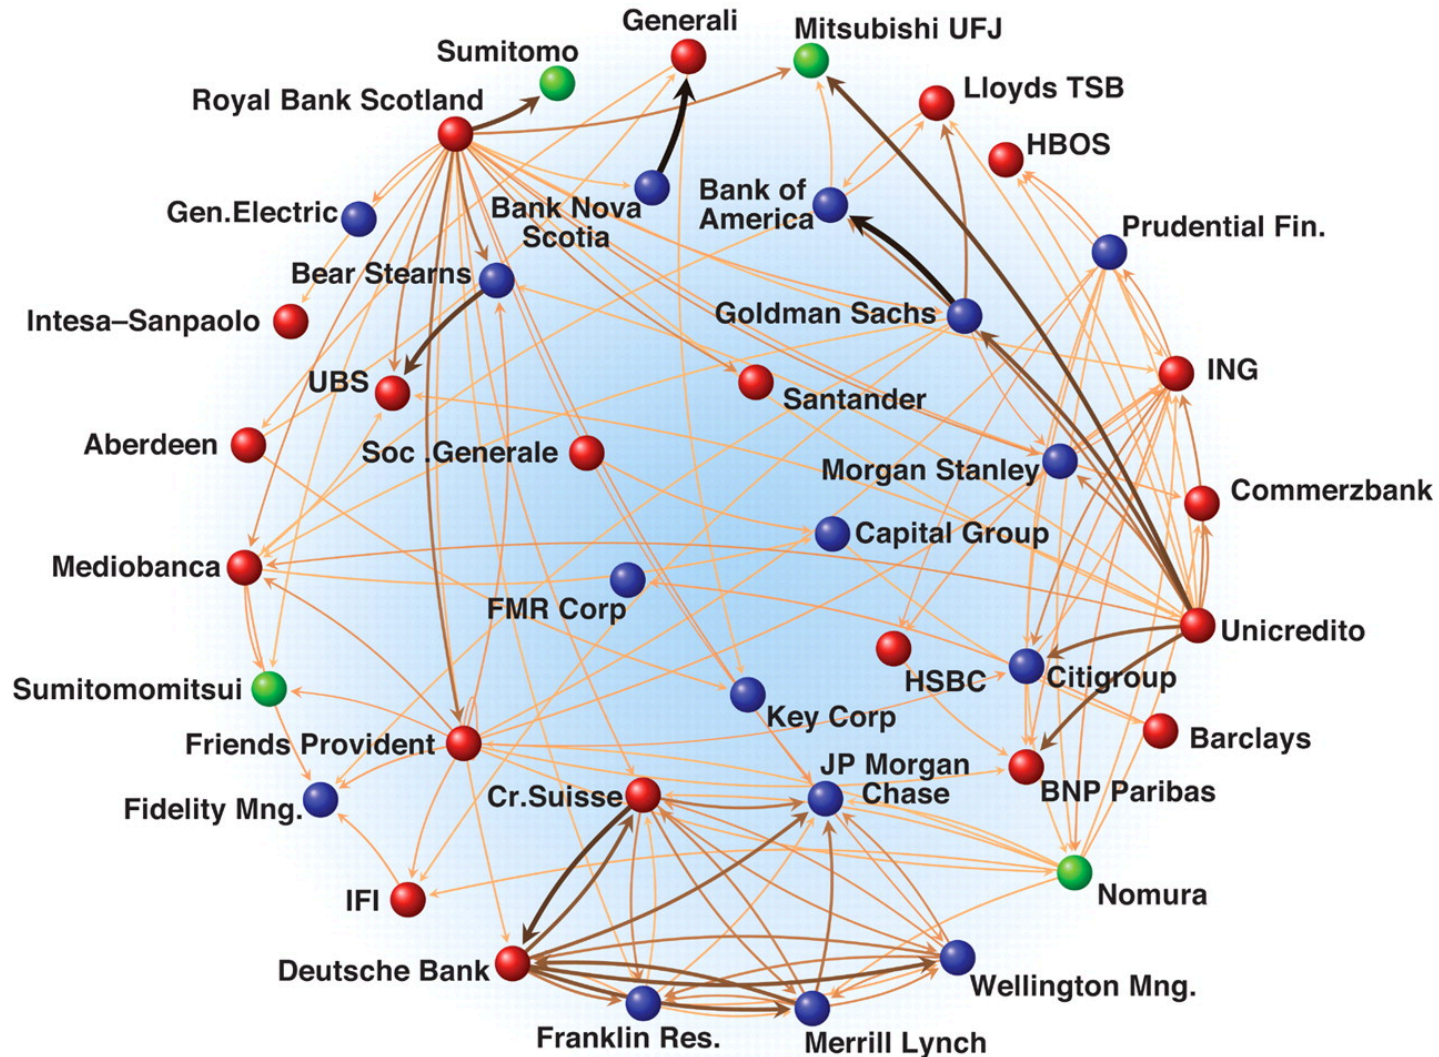 Generali
Mitsubishi UFJ
Sumitomo
Lloyds TSB
Royal Bank Scotland
HBOS
Bank of
America
Gen.Electric
Bank Nova
Scotia
Prudential Fin.
Bear Stearns
Goldman Sachs
Intesa–Sanpaolo
ING
UBS
Santander
Aberdeen
Soc .Generale
Morgan Stanley
Commerzbank
Capital Group
Mediobanca
FMR Corp
Unicredito
HSBC
Citigroup
Sumitomomitsui
Key Corp
Friends Provident
Barclays
JP Morgan
Chase
Cr.Suisse
BNP Paribas
Fidelity Mng.
Nomura
IFI
Deutsche Bank
Wellington Mng.
Franklin Res.
Merrill Lynch